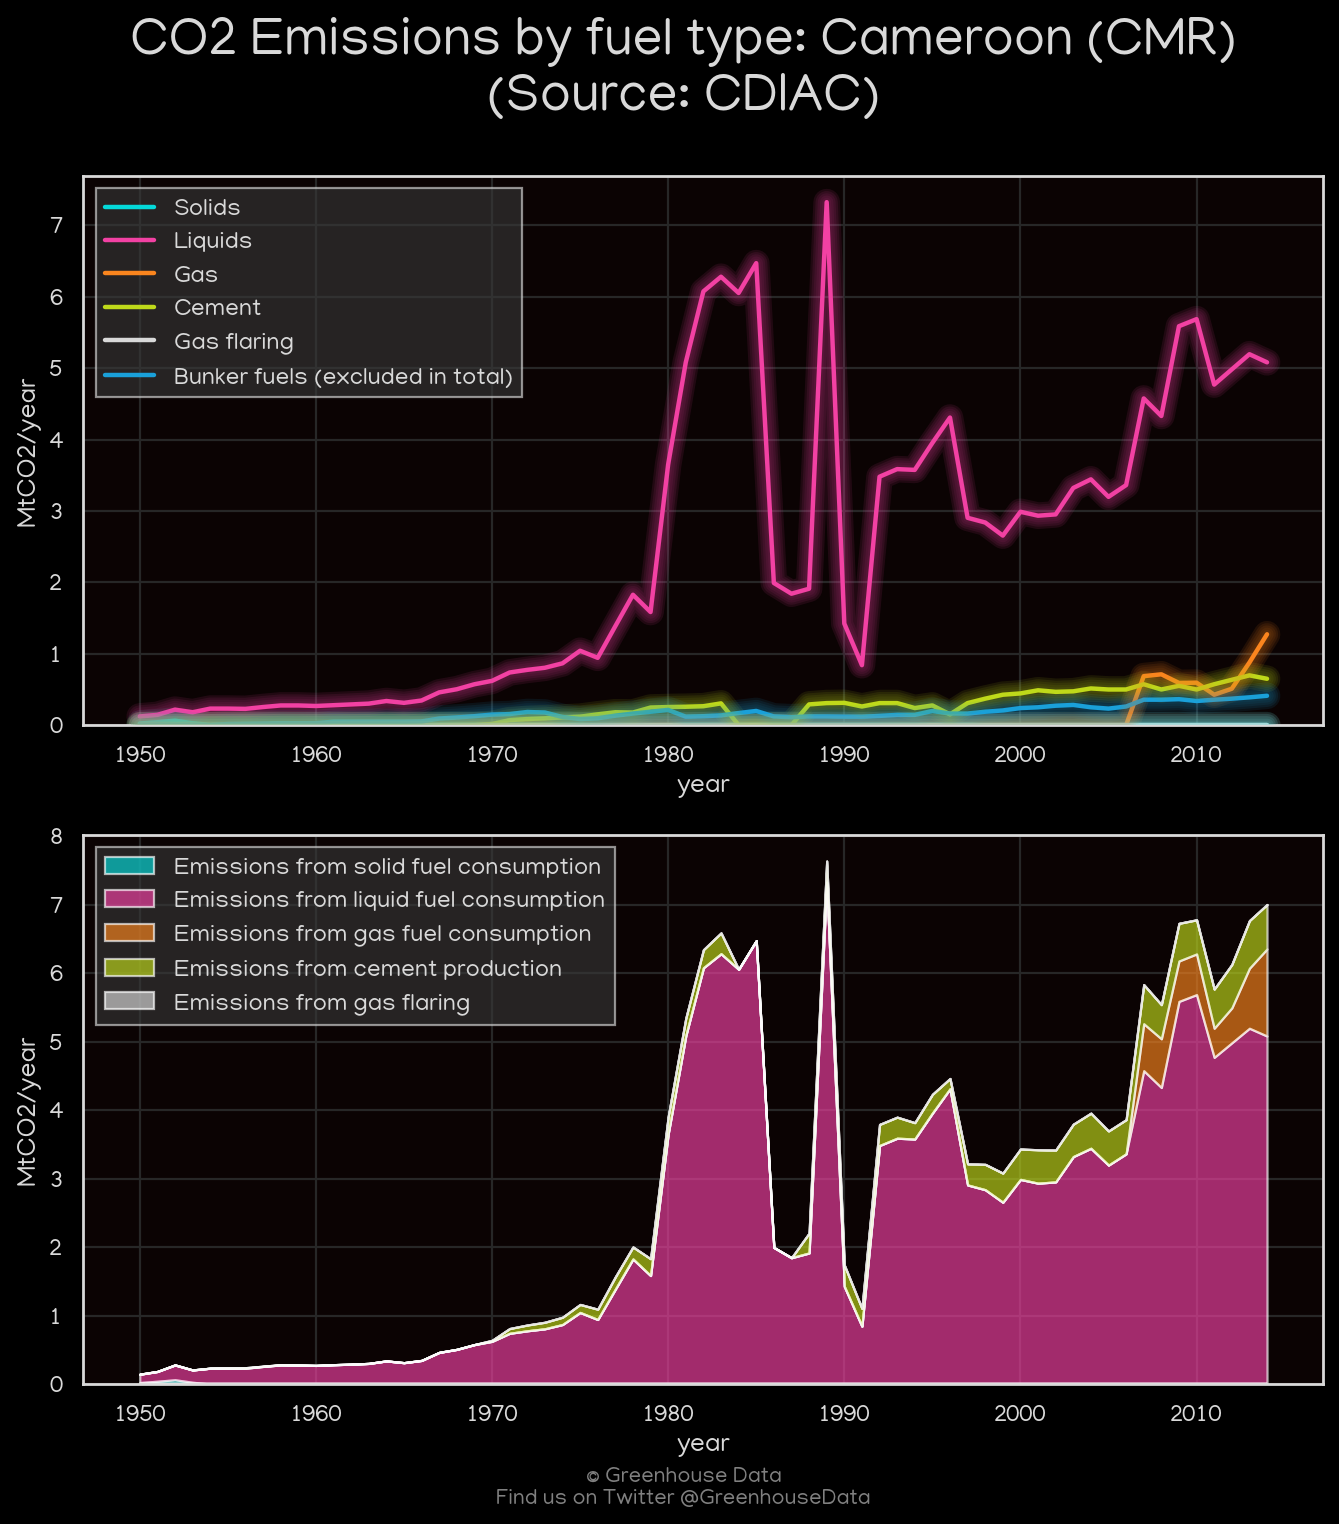 CO2 Emissions by fuel type: Cameroon (CMR)
(Source: CDIAC)
Solids
Liquids
Gas
Cement
Gas flaring
Bunker fuels (excluded in total)
MtCO2/year
7
6
5
4
3
2
1
0
1950 1960 1970 1980 1990 2000 2010
year
Emissions from solid fuel consumption
Emissions from liquid fuel consumption
Emissions from gas fuel consumption
Emissions from cement production
Emissions from gas flaring
MtCO2/year
8
7
6
5
4
3
2
1
0
1950 1960 1970 1980 1990 2000 2010
year
© Greenhouse Data
Find us on Twitter @GreenhouseData